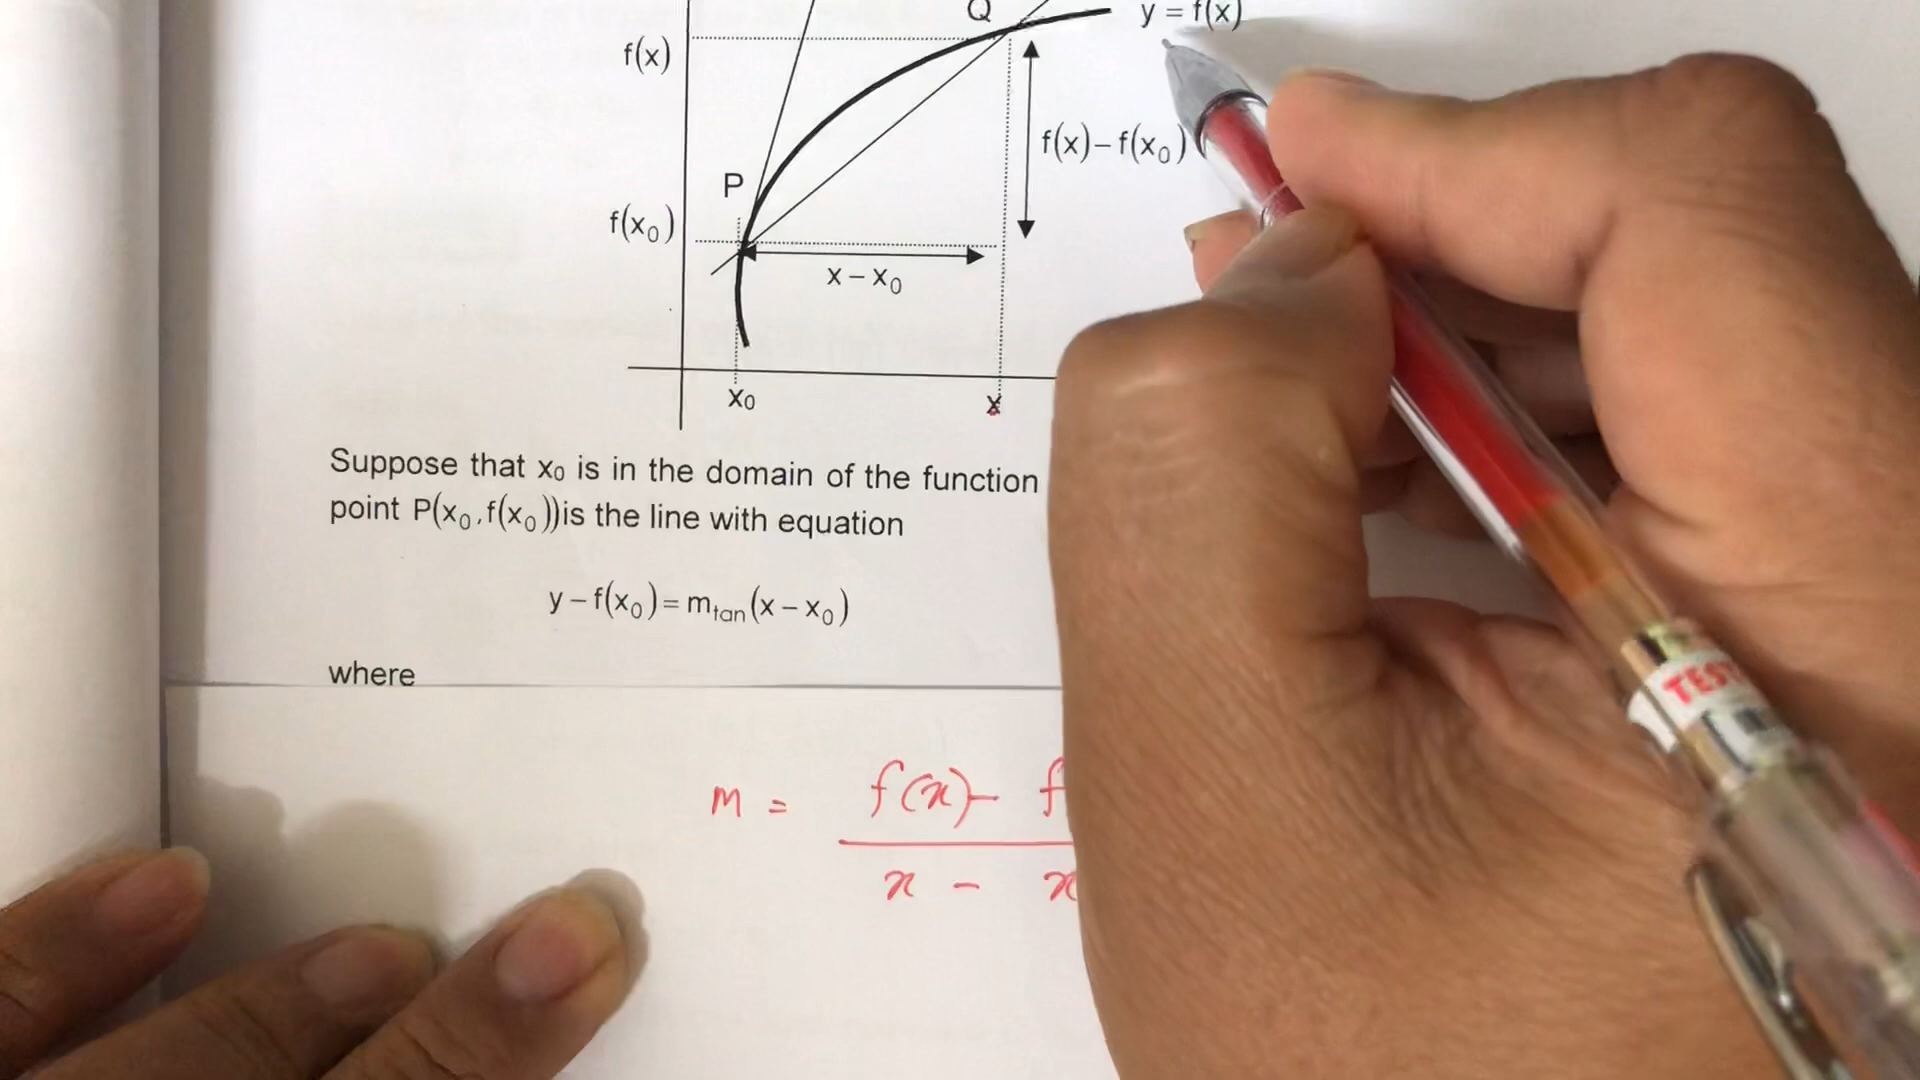 Q
y = f(x)
f(x)
f(x)–f(x₀)
P
f(x₀)
x – x₀
x₀
x
Suppose that x₀ is in the domain of the function
point P(x₀,f(x₀))is the line with equation
y – f(x₀) = mtan(x – x₀)
where
m = f(x) - f
x - x
TEST